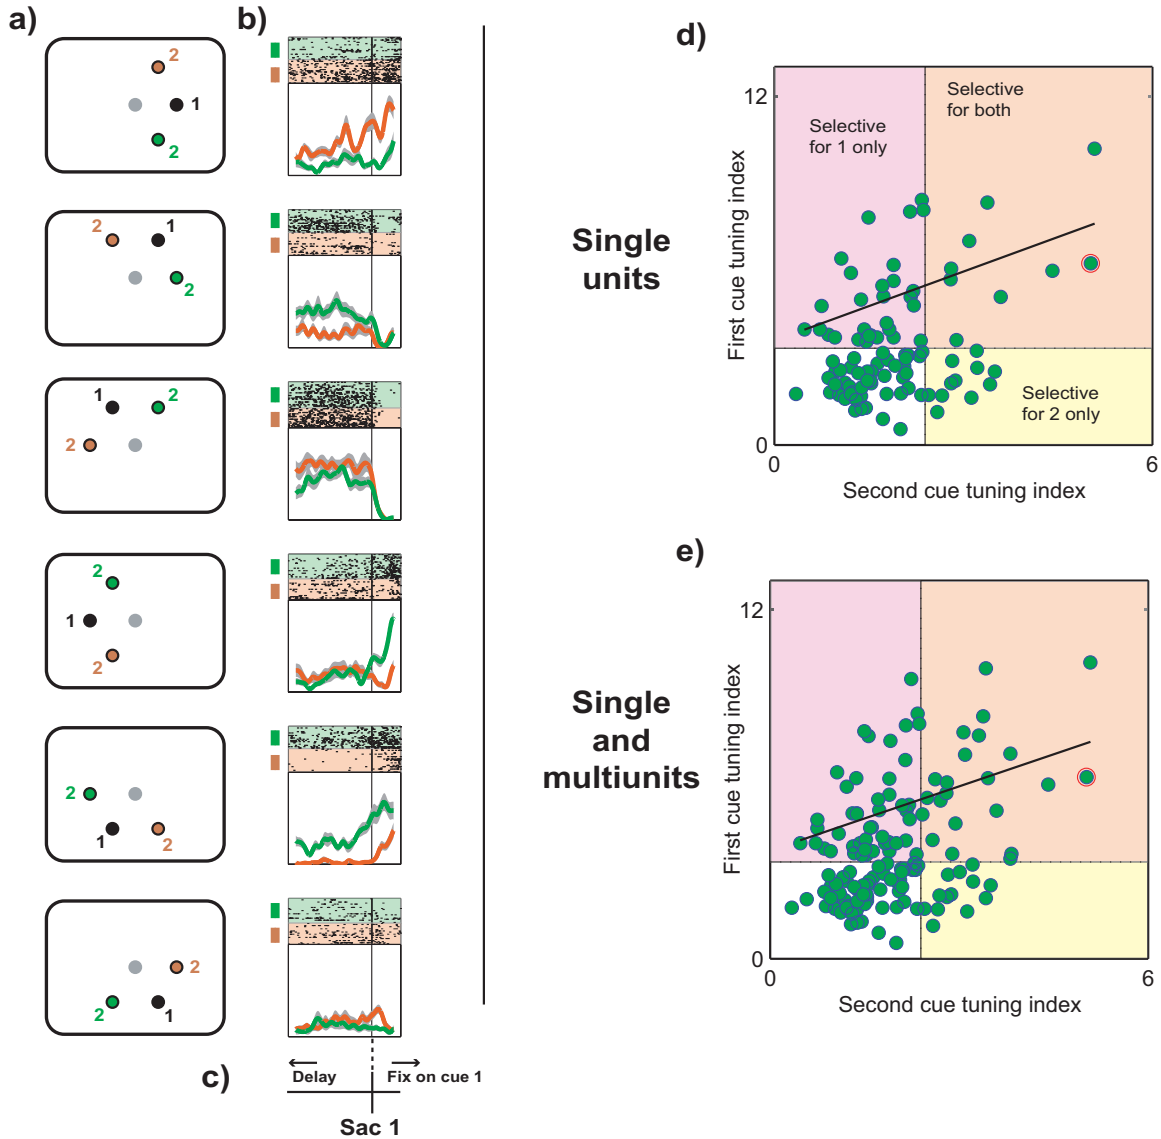 a)
2
1
2
2
1
2
1
2
2
2
1
2
2
1
2
2
2
1
b)
c)
Delay
Fix on cue 1
Sac 1
Single
units
d)
12
0
First cue tuning index
Selective
for 1 only
Selective
for both
Selective
for 2 only
0
6
Second cue tuning index
Single
and
multiunits
e)
12
0
First cue tuning index
0
6
Second cue tuning index